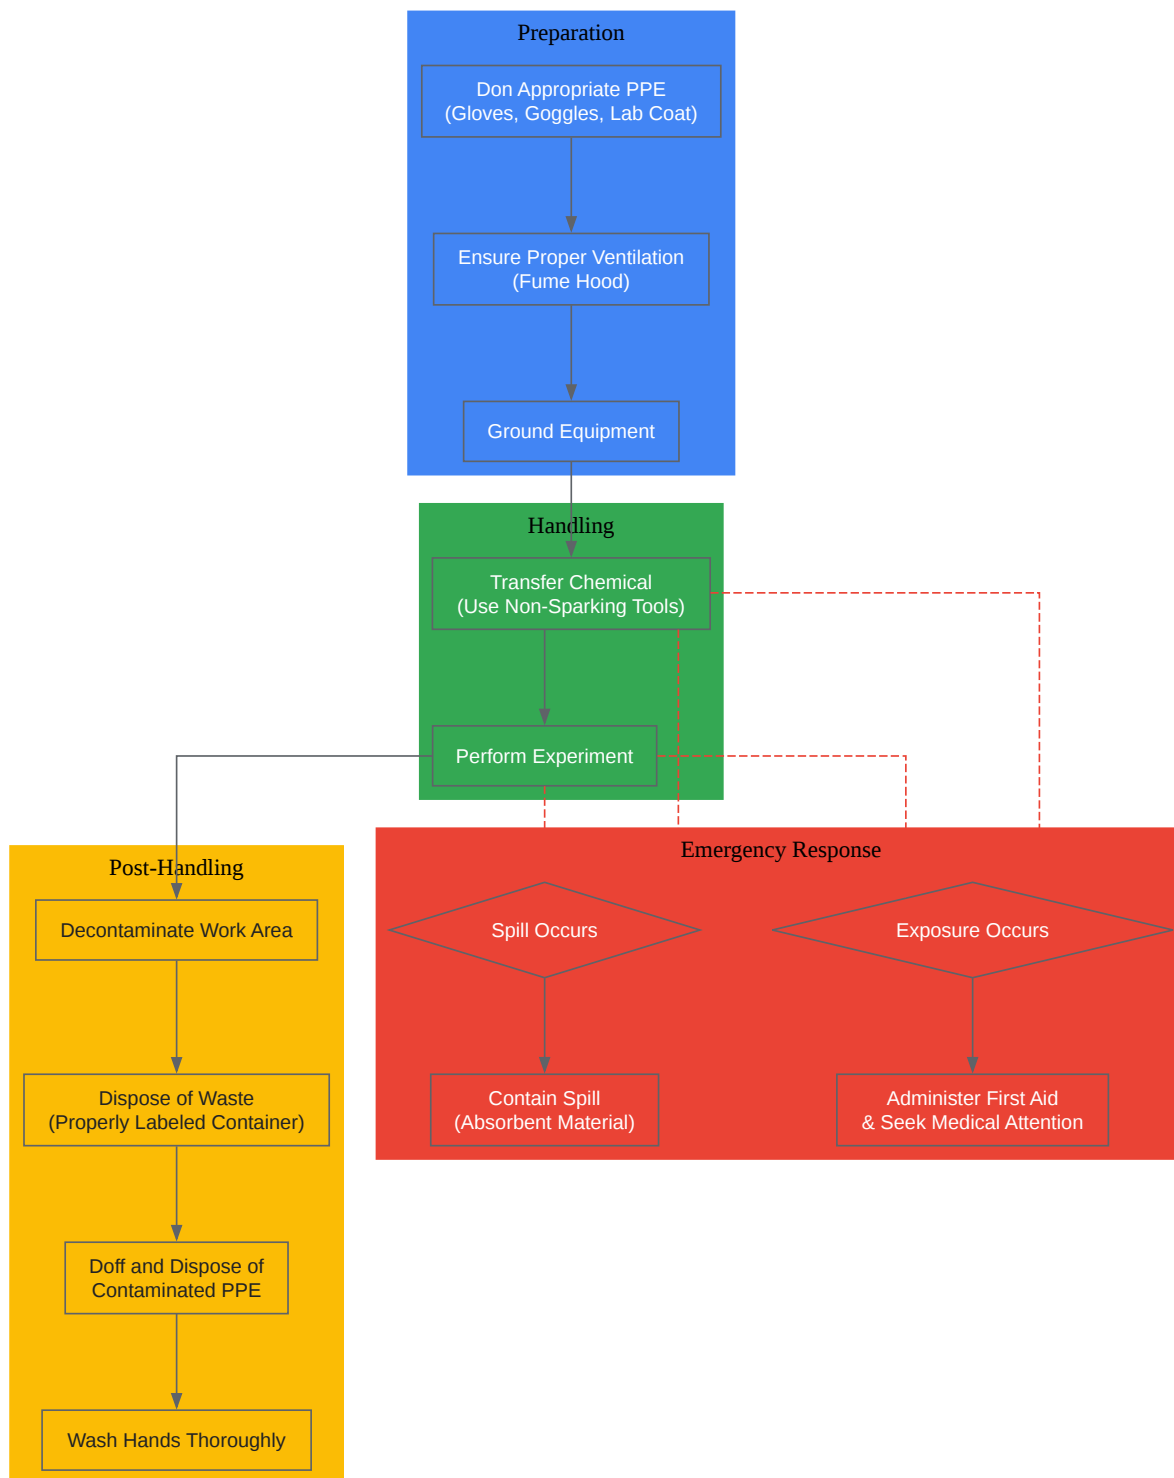 Preparation
Don Appropriate PPE
(Gloves, Goggles, Lab Coat)
Ensure Proper Ventilation
(Fume Hood)
Ground Equipment
Handling
Transfer Chemical
(Use Non-Sparking Tools)
Perform Experiment
Post-Handling
Decontaminate Work Area
Dispose of Waste
(Properly Labeled Container)
Doff and Dispose of
Contaminated PPE
Wash Hands Thoroughly
Emergency Response
Spill Occurs
Contain Spill
(Absorbent Material)
Exposure Occurs
Administer First Aid
& Seek Medical Attention